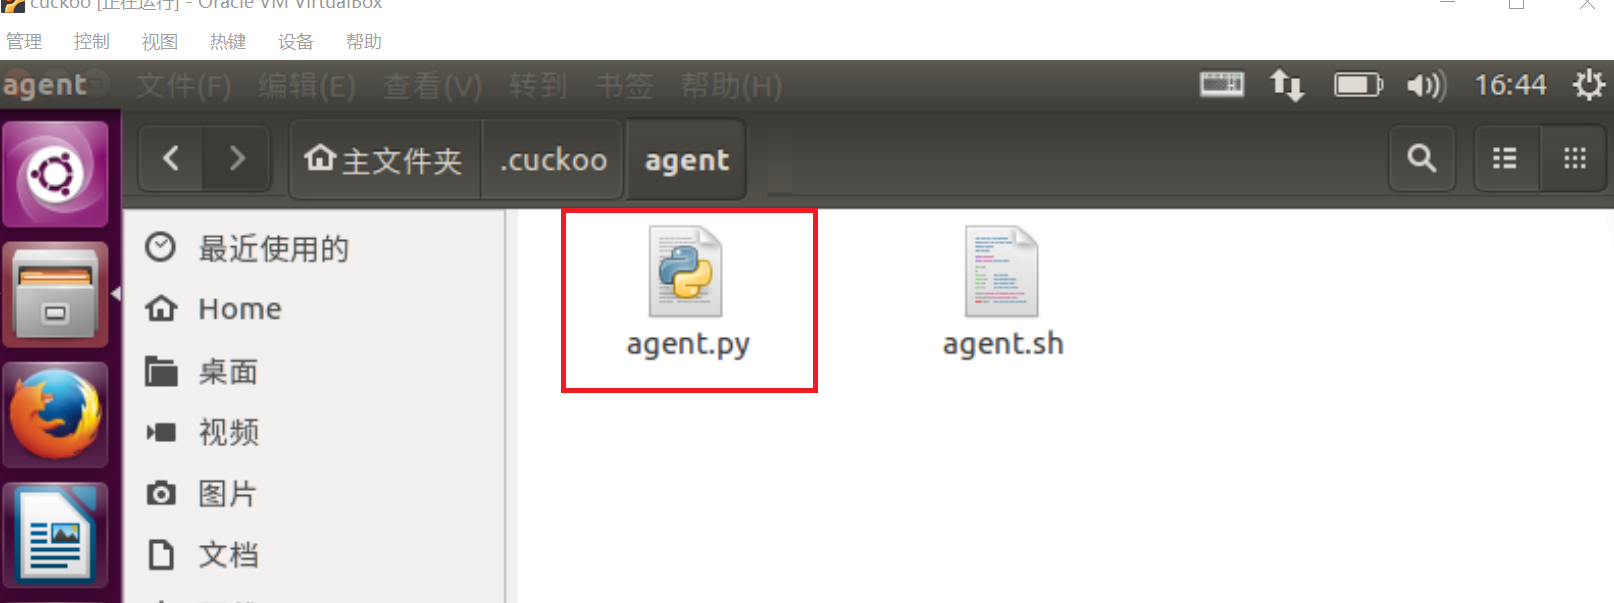 cuckoo [正在运行] - Oracle VM VirtualBox
管理 控制 视图 热键 设备 帮助
agent 文件(F) 编辑(E) 查看(V) 转到 书签 帮助(H) 16:44
主文件夹 .cuckoo agent
最近使用的
Home
桌面
视频
图片
文档
agent.py agent.sh